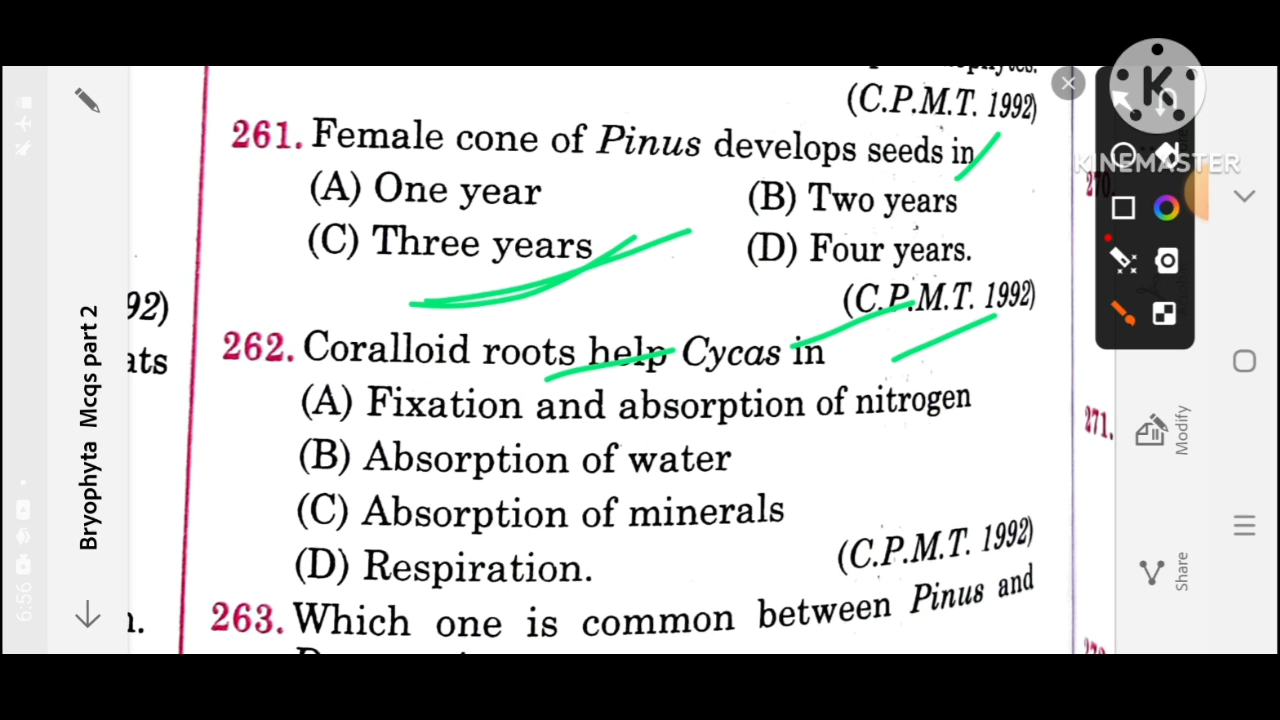 (C.P.M.T. 1992)
261. Female cone of Pinus develops seeds in
(A) One year (B) Two years
(C) Three years (D) Four years.
(C.P.M.T. 1992)
262. Coralloid roots help Cycas in
(A) Fixation and absorption of nitrogen
(B) Absorption of water
(C) Absorption of minerals
(D) Respiration.
(C.P.M.T. 1992)
263. Which one is common between Pinus and
92)
Bryophyta Mcqs part 2
6:56
K
KINEMASTER
271.
Modify
Share